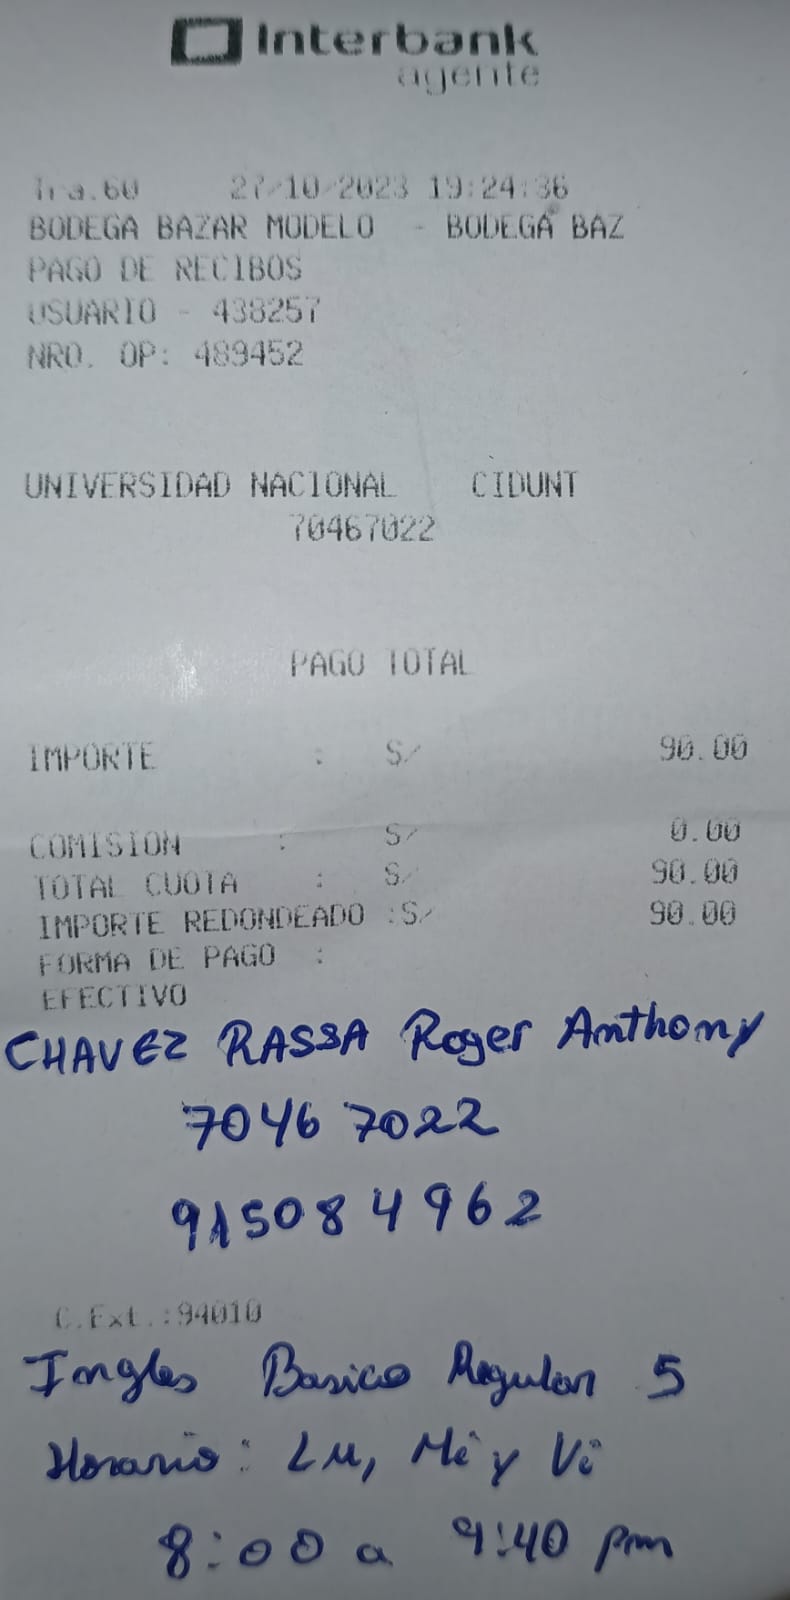 Interbank
agente
Tra.60 27/10/2023 19:24:36
BODEGA BAZAR MODELO - BODEGA BAZ
PAGO DE RECIBOS
USUARIO - 438257
NRO. OP: 489452
UNIVERSIDAD NACIONAL CIDUNT
70467022
PAGO TOTAL
IMPORTE : S/ 90.00
COMISION : S/ 0.00
TOTAL CUOTA : S/ 90.00
IMPORTE REDONDEADO :S/ 90.00
FORMA DE PAGO :
EFECTIVO
CHAVEZ RASSA Roger Anthony
70467022
915084962
C.Ext.:94010
Ingles Basico Regular 5
Horario: Lu, Mi y Vi
8:00 a 9:40 pm